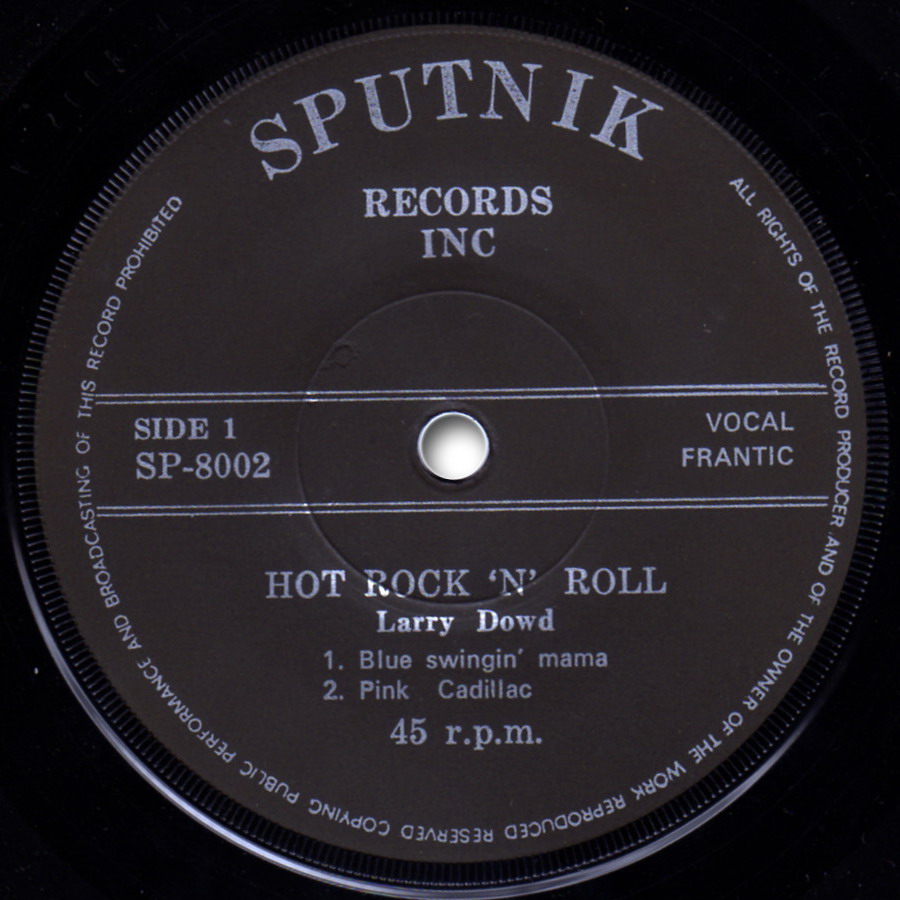 SPUTNIK
RECORDS
INC
SIDE 1
SP-8002
VOCAL
FRANTIC
HOT ROCK ‘N’ ROLL
Larry Dowd
1. Blue swingin’ mama
2. Pink Cadillac
45 r.p.m.
ALL RIGHTS OF THE RECORD PRODUCER AND OF THE OWNER OF THE WORK REPRODUCED RESERVED COPYING PUBLIC PERFORMANCE AND BROADCASTING OF THIS RECORD PROHIBITED